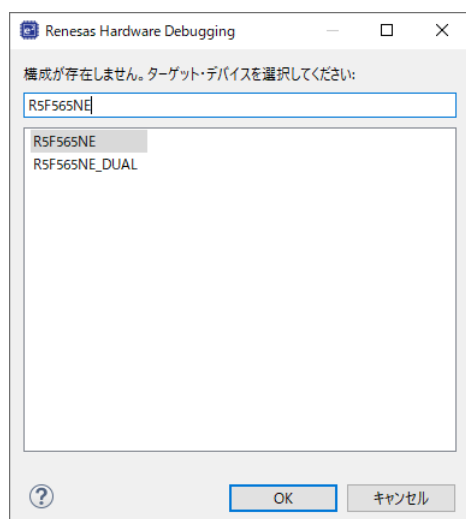 Renesas Hardware Debugging
構成が存在しません。ターゲット・デバイスを選択してください:
R5F565NE
R5F565NE
R5F565NE_DUAL
?
OK
キャンセル